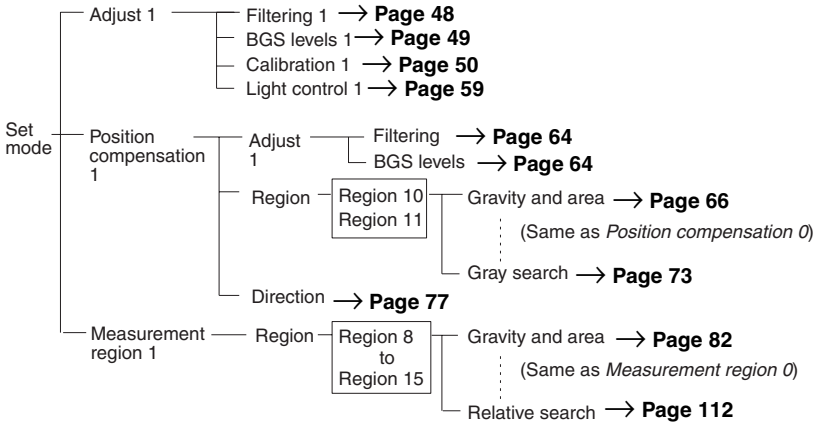 Adjust 1
Filtering 1 → Page 48
BGS levels 1 → Page 49
Calibration 1 → Page 50
Light control 1 → Page 59
Set
mode
Position
compensation
1
Adjust
1
Filtering → Page 64
BGS levels → Page 64
Region
Region 10
Region 11
Gravity and area → Page 66
(Same as Position compensation 0)
Gray search → Page 73
Direction → Page 77
Measurement
region 1
Region
Region 8
to
Region 15
Gravity and area → Page 82
(Same as Measurement region 0)
Relative search → Page 112